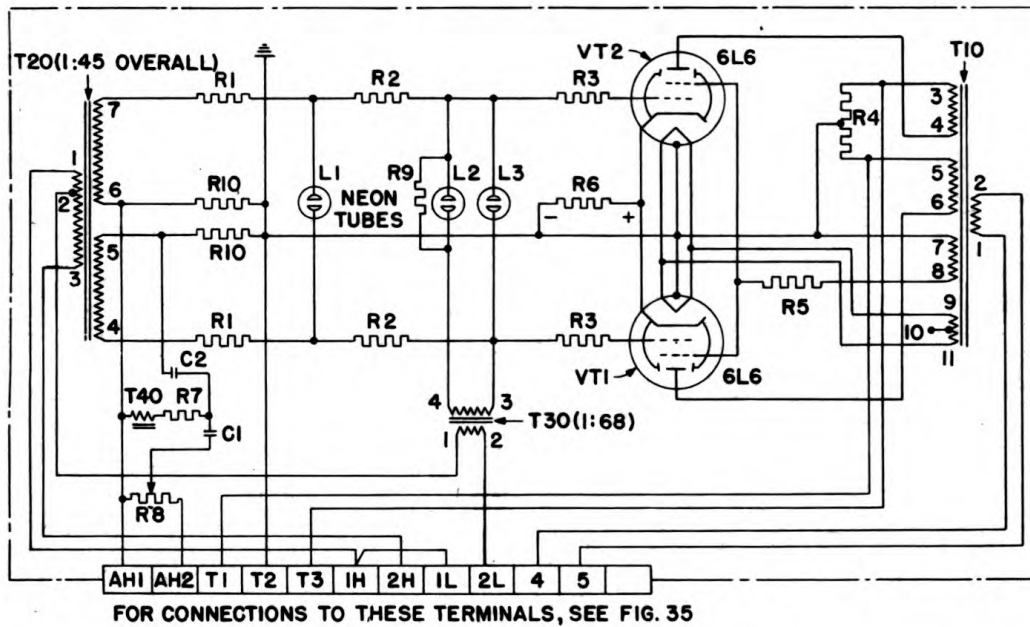 T20(1:45 OVERALL)
R1
R2
R3
VT2
6L6
T10
7
1
2
3
6
5
4
R10
R10
L1
NEON
TUBES
R9
L2
L3
R6
- +
R4
3
4
5
6
7
8
9
10
11
2
1
R5
R1
R2
R3
VT1
6L6
C2
T40
R7
C1
R8
4
3
1
2
T30(1:68)
AH1 AH2 T1 T2 T3 1H 2H 1L 2L 4 5
FOR CONNECTIONS TO THESE TERMINALS, SEE FIG. 35